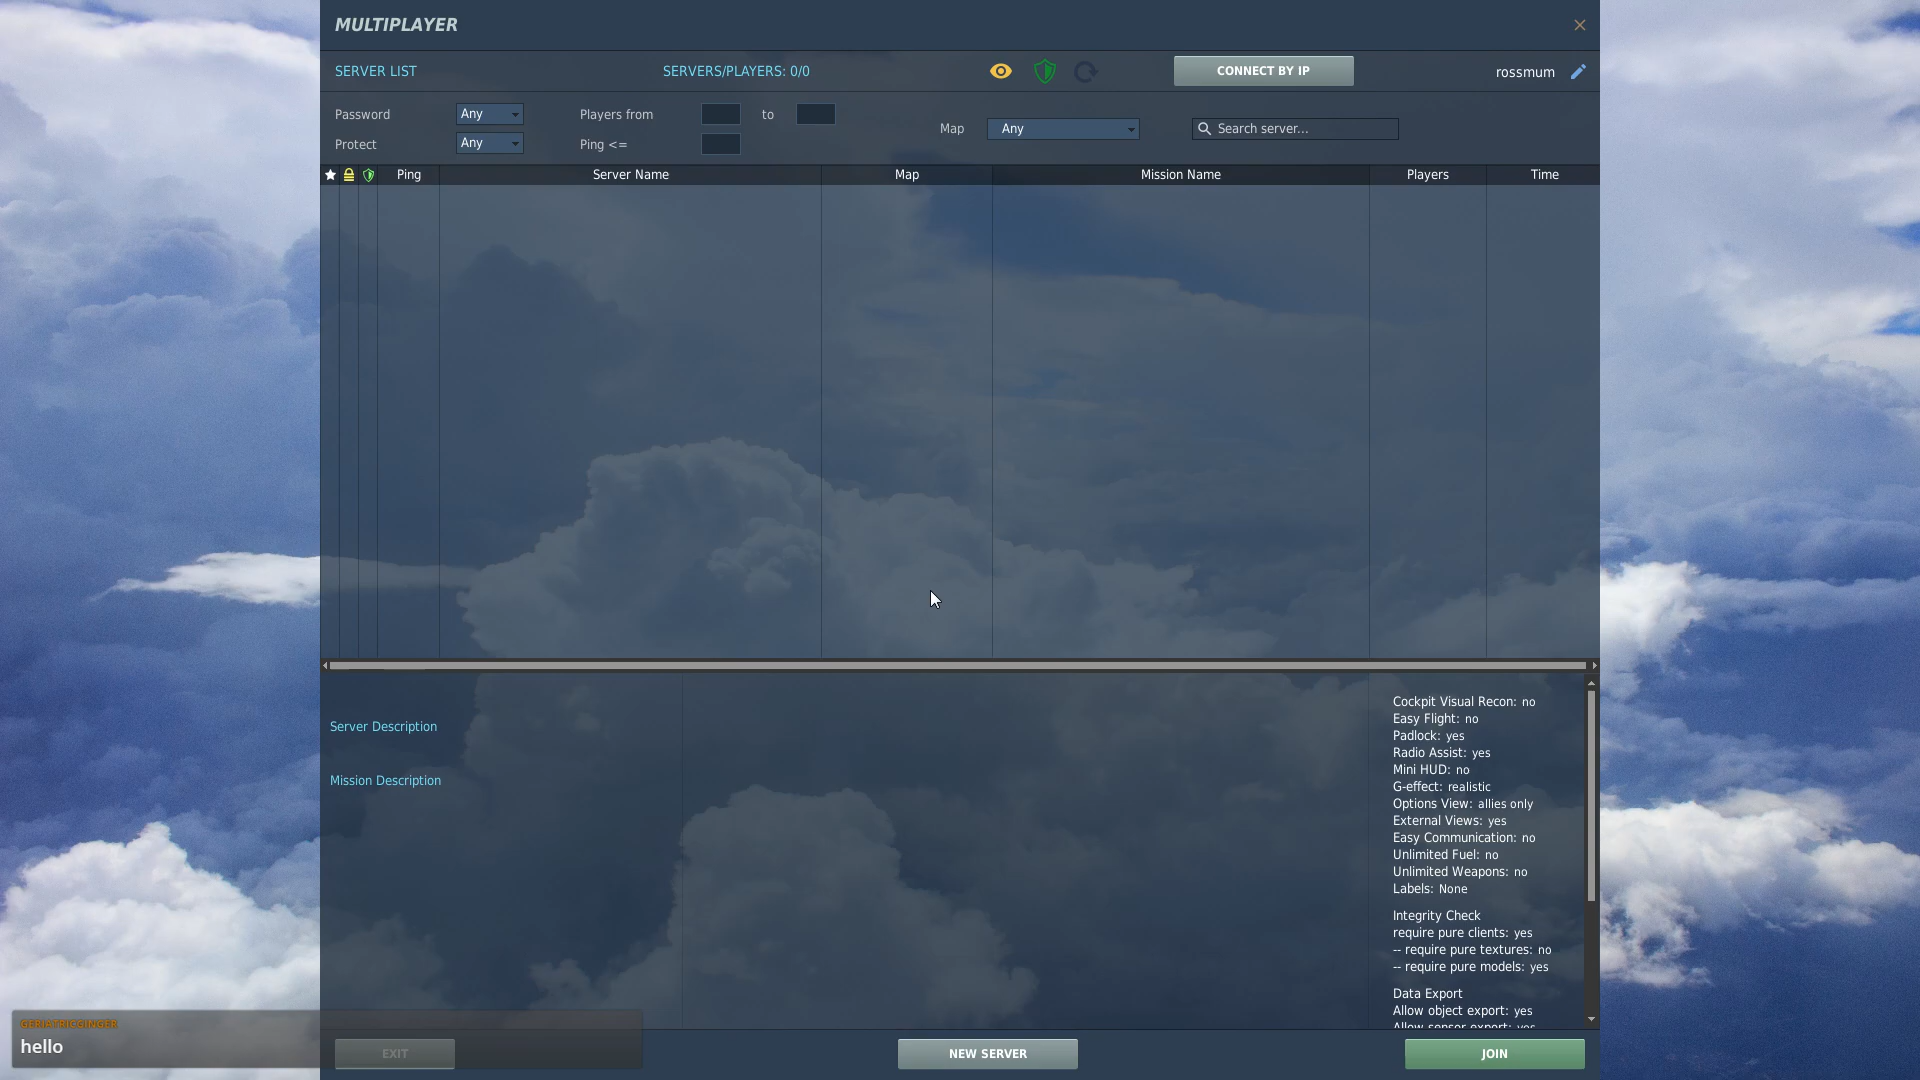 MULTIPLAYER
SERVER LIST
SERVERS/PLAYERS: 0/0
CONNECT BY IP
rossmum
Password
Any
Players from
to
Protect
Any
Ping <=
Map
Any
Search server...
Ping
Server Name
Map
Mission Name
Players
Time
Server Description
Mission Description
Cockpit Visual Recon: no
Easy Flight: no
Padlock: yes
Radio Assist: yes
Mini HUD: no
G-effect: realistic
Options View: allies only
External Views: yes
Easy Communication: no
Unlimited Fuel: no
Unlimited Weapons: no
Labels: None
Integrity Check
require pure clients: yes
-- require pure textures: no
-- require pure models: yes
Data Export
Allow object export: yes
Allow sensor export: yes
GERIATRICGINGER
hello
EXIT
NEW SERVER
JOIN